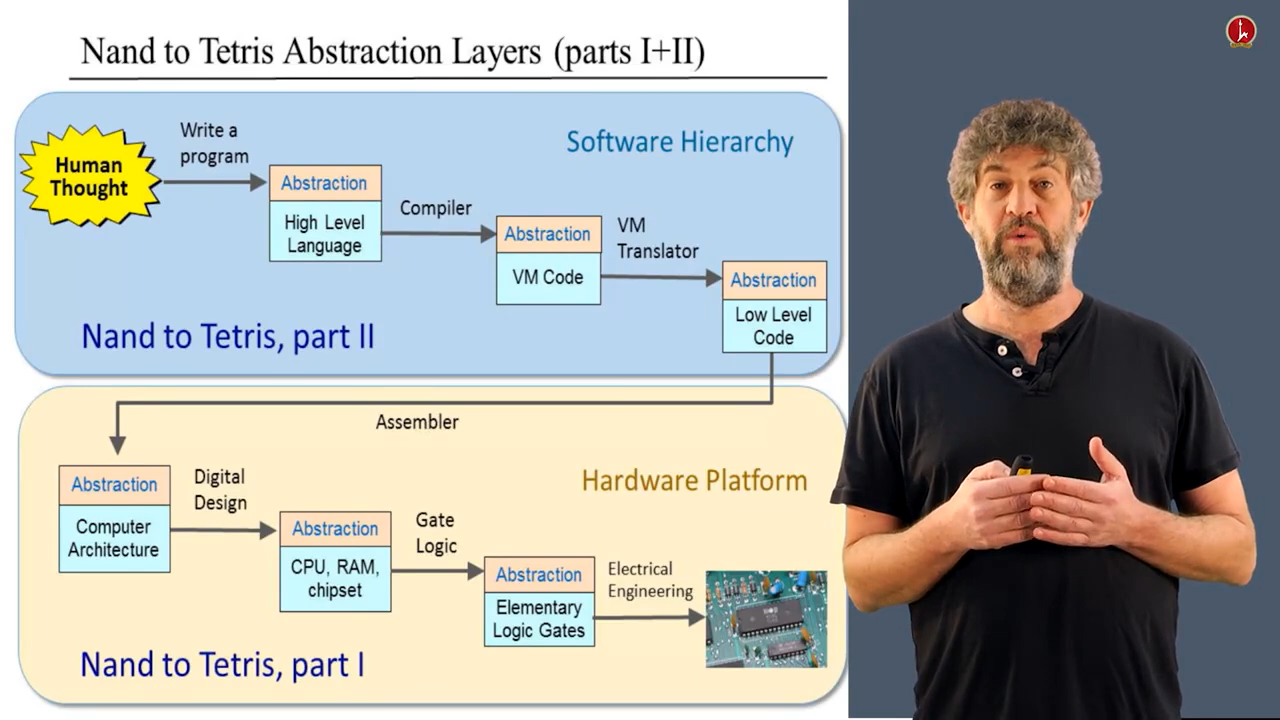 Nand to Tetris Abstraction Layers (parts I+II)
Human
Thought
Write a
program
Software Hierarchy
Abstraction
High Level
Language
Compiler
Abstraction
VM Code
VM
Translator
Abstraction
Low Level
Code
Nand to Tetris, part II
Assembler
Abstraction
Computer
Architecture
Digital
Design
Hardware Platform
Abstraction
CPU, RAM,
chipset
Gate
Logic
Abstraction
Elementary
Logic Gates
Electrical
Engineering
Nand to Tetris, part I